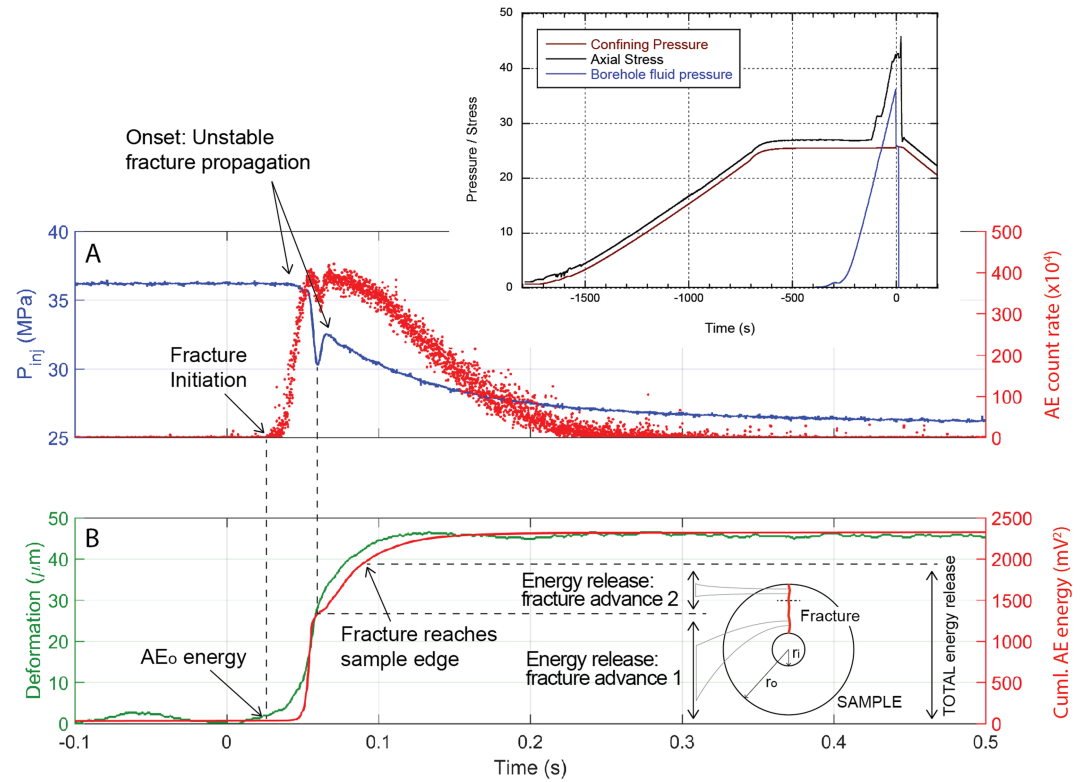 50
40
30
20
10
0
Pressure / Stress
Confining Pressure
Axial Stress
Borehole fluid pressure
-1500
-1000
-500
0
Time (s)
Onset: Unstable
fracture propagation
A
40
36
30
25
P_inj (MPa)
500
400
300
200
100
0
AE count rate (x10⁴)
Fracture
Initiation
B
50
40
30
20
10
0
Deformation (μm)
2500
2000
1500
1000
500
0
Cuml. AE energy (mV²)
AEₒ energy
Fracture reaches
sample edge
Energy release:
fracture advance 2
Energy release:
fracture advance 1
Fracture
rᵢ
rₒ
SAMPLE
TOTAL energy release
-0.1
0
0.1
0.2
0.3
0.4
0.5
Time (s)